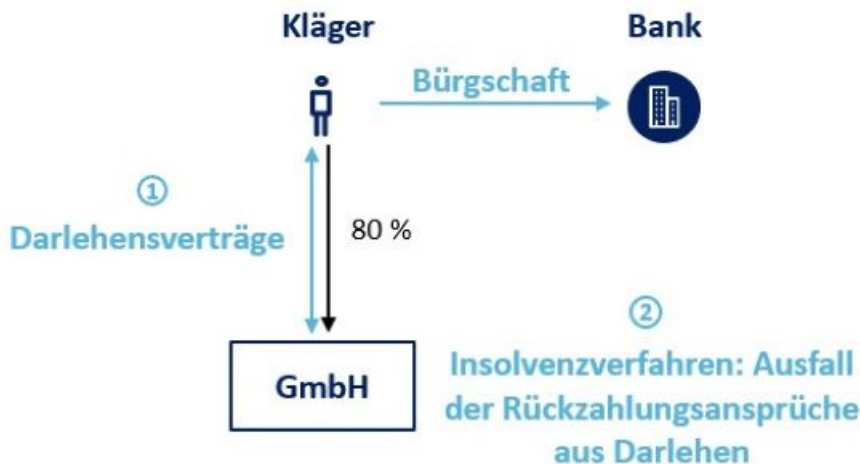 Kläger
Bank
Bürgschaft
①
Darlehensverträge
80 %
GmbH
②
Insolvenzverfahren: Ausfall
der Rückzahlungsansprüche
aus Darlehen